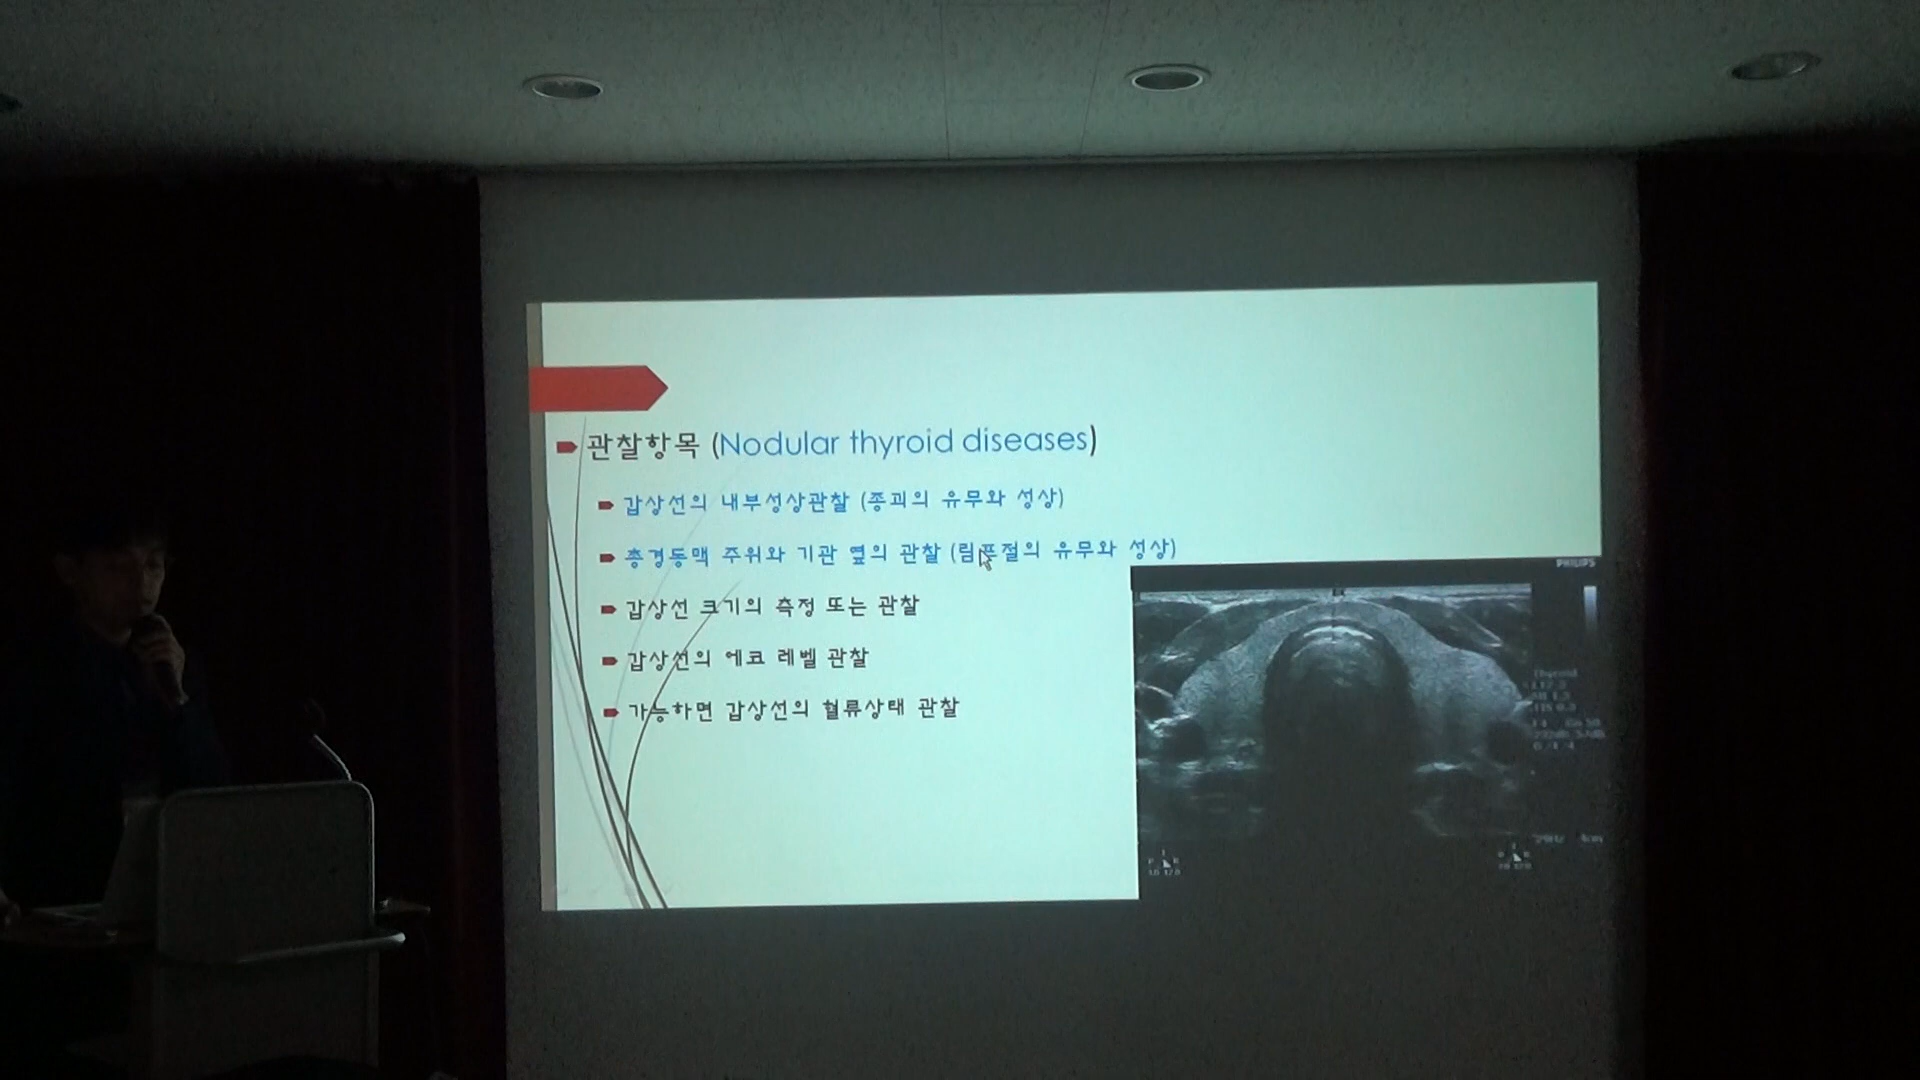 관찰항목 (Nodular thyroid diseases)
갑상선의 내부성상관찰 (종괴의 유무와 성상)
총경동맥 주위와 기관 옆의 관찰 (림프절의 유무와 성상)
갑상선 크기의 측정 또는 관찰
갑상선의 에코 레벨 관찰
가능하면 갑상선의 혈류상태 관찰
PHILIPS
Thyroid